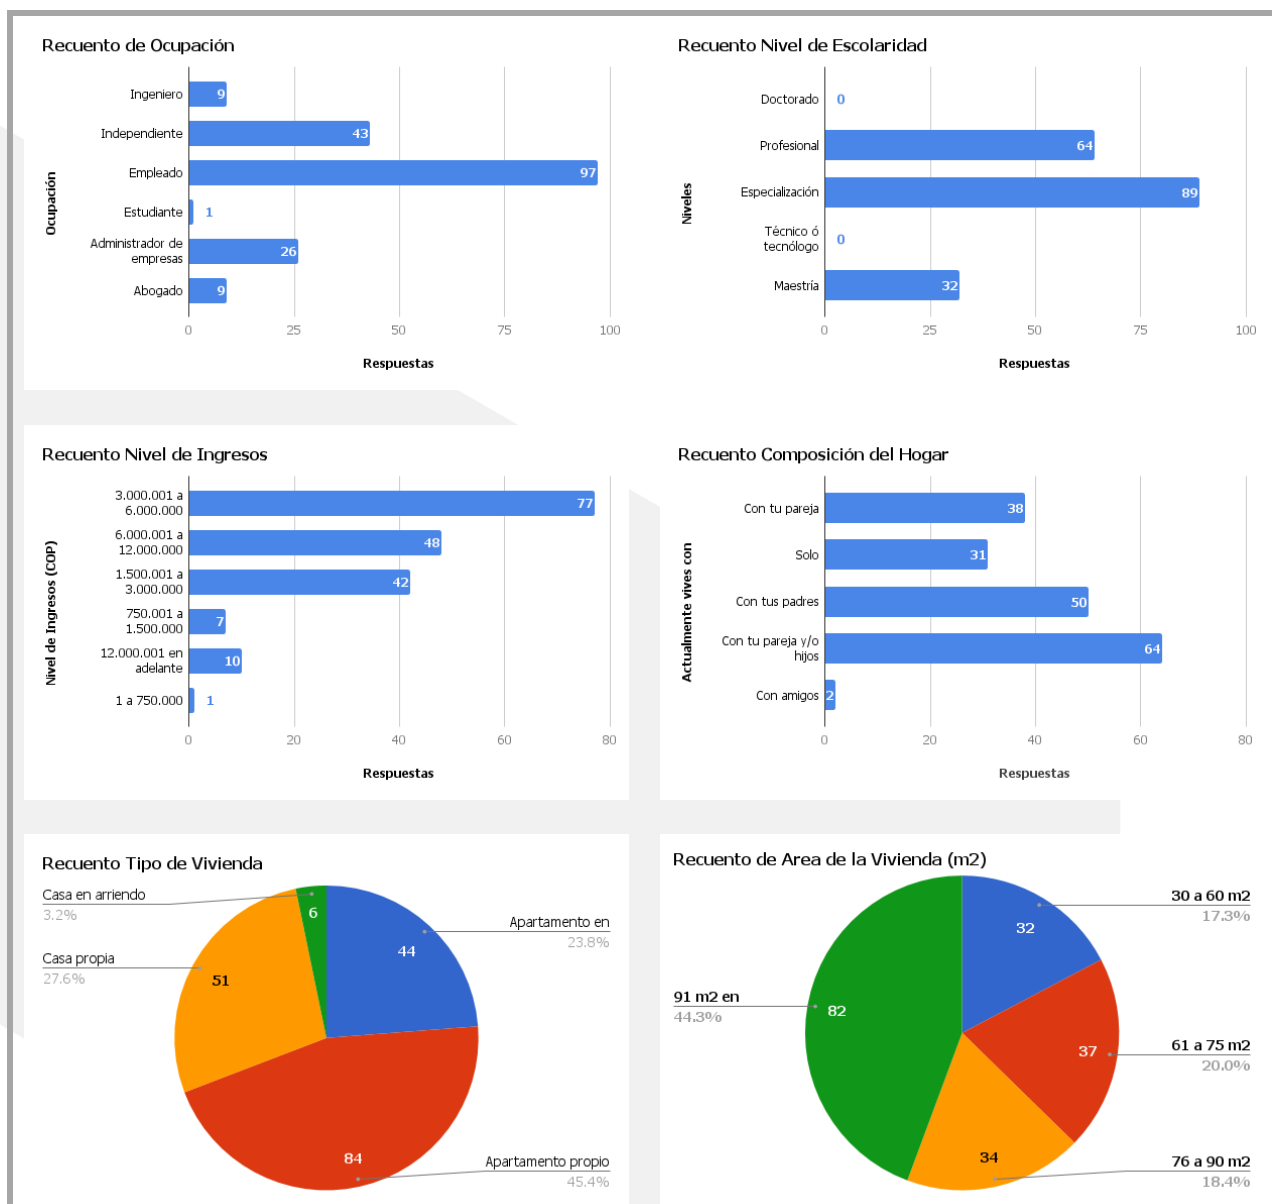 Recuento de Ocupación
Ocupación
Ingeniero
9
Independiente
43
Empleado
97
Estudiante
1
Administrador de
empresas
26
Abogado
9
0
25
50
75
100
Respuestas
Recuento Nivel de Escolaridad
Niveles
Doctorado
0
Profesional
64
Especialización
89
Técnico ó
tecnólogo
0
Maestría
32
0
25
50
75
100
Respuestas
Recuento Nivel de Ingresos
Nivel de Ingresos (COP)
3.000.001 a
6.000.000
77
6.000.001 a
12.000.000
48
1.500.001 a
3.000.000
42
750.001 a
1.500.000
7
12.000.001 en
adelante
10
1 a 750.000
1
0
20
40
60
80
Respuestas
Recuento Composición del Hogar
Actualmente vives con
Con tu pareja
38
Solo
31
Con tus padres
50
Con tu pareja y/o
hijos
64
Con amigos
2
0
20
40
60
80
Respuestas
Recuento Tipo de Vivienda
Casa en arriendo
3.2%
6
Apartamento en
23.8%
44
Casa propia
27.6%
51
84
Apartamento propio
45.4%
Recuento de Area de la Vivienda (m2)
30 a 60 m2
17.3%
32
91 m2 en
44.3%
82
61 a 75 m2
20.0%
37
34
76 a 90 m2
18.4%